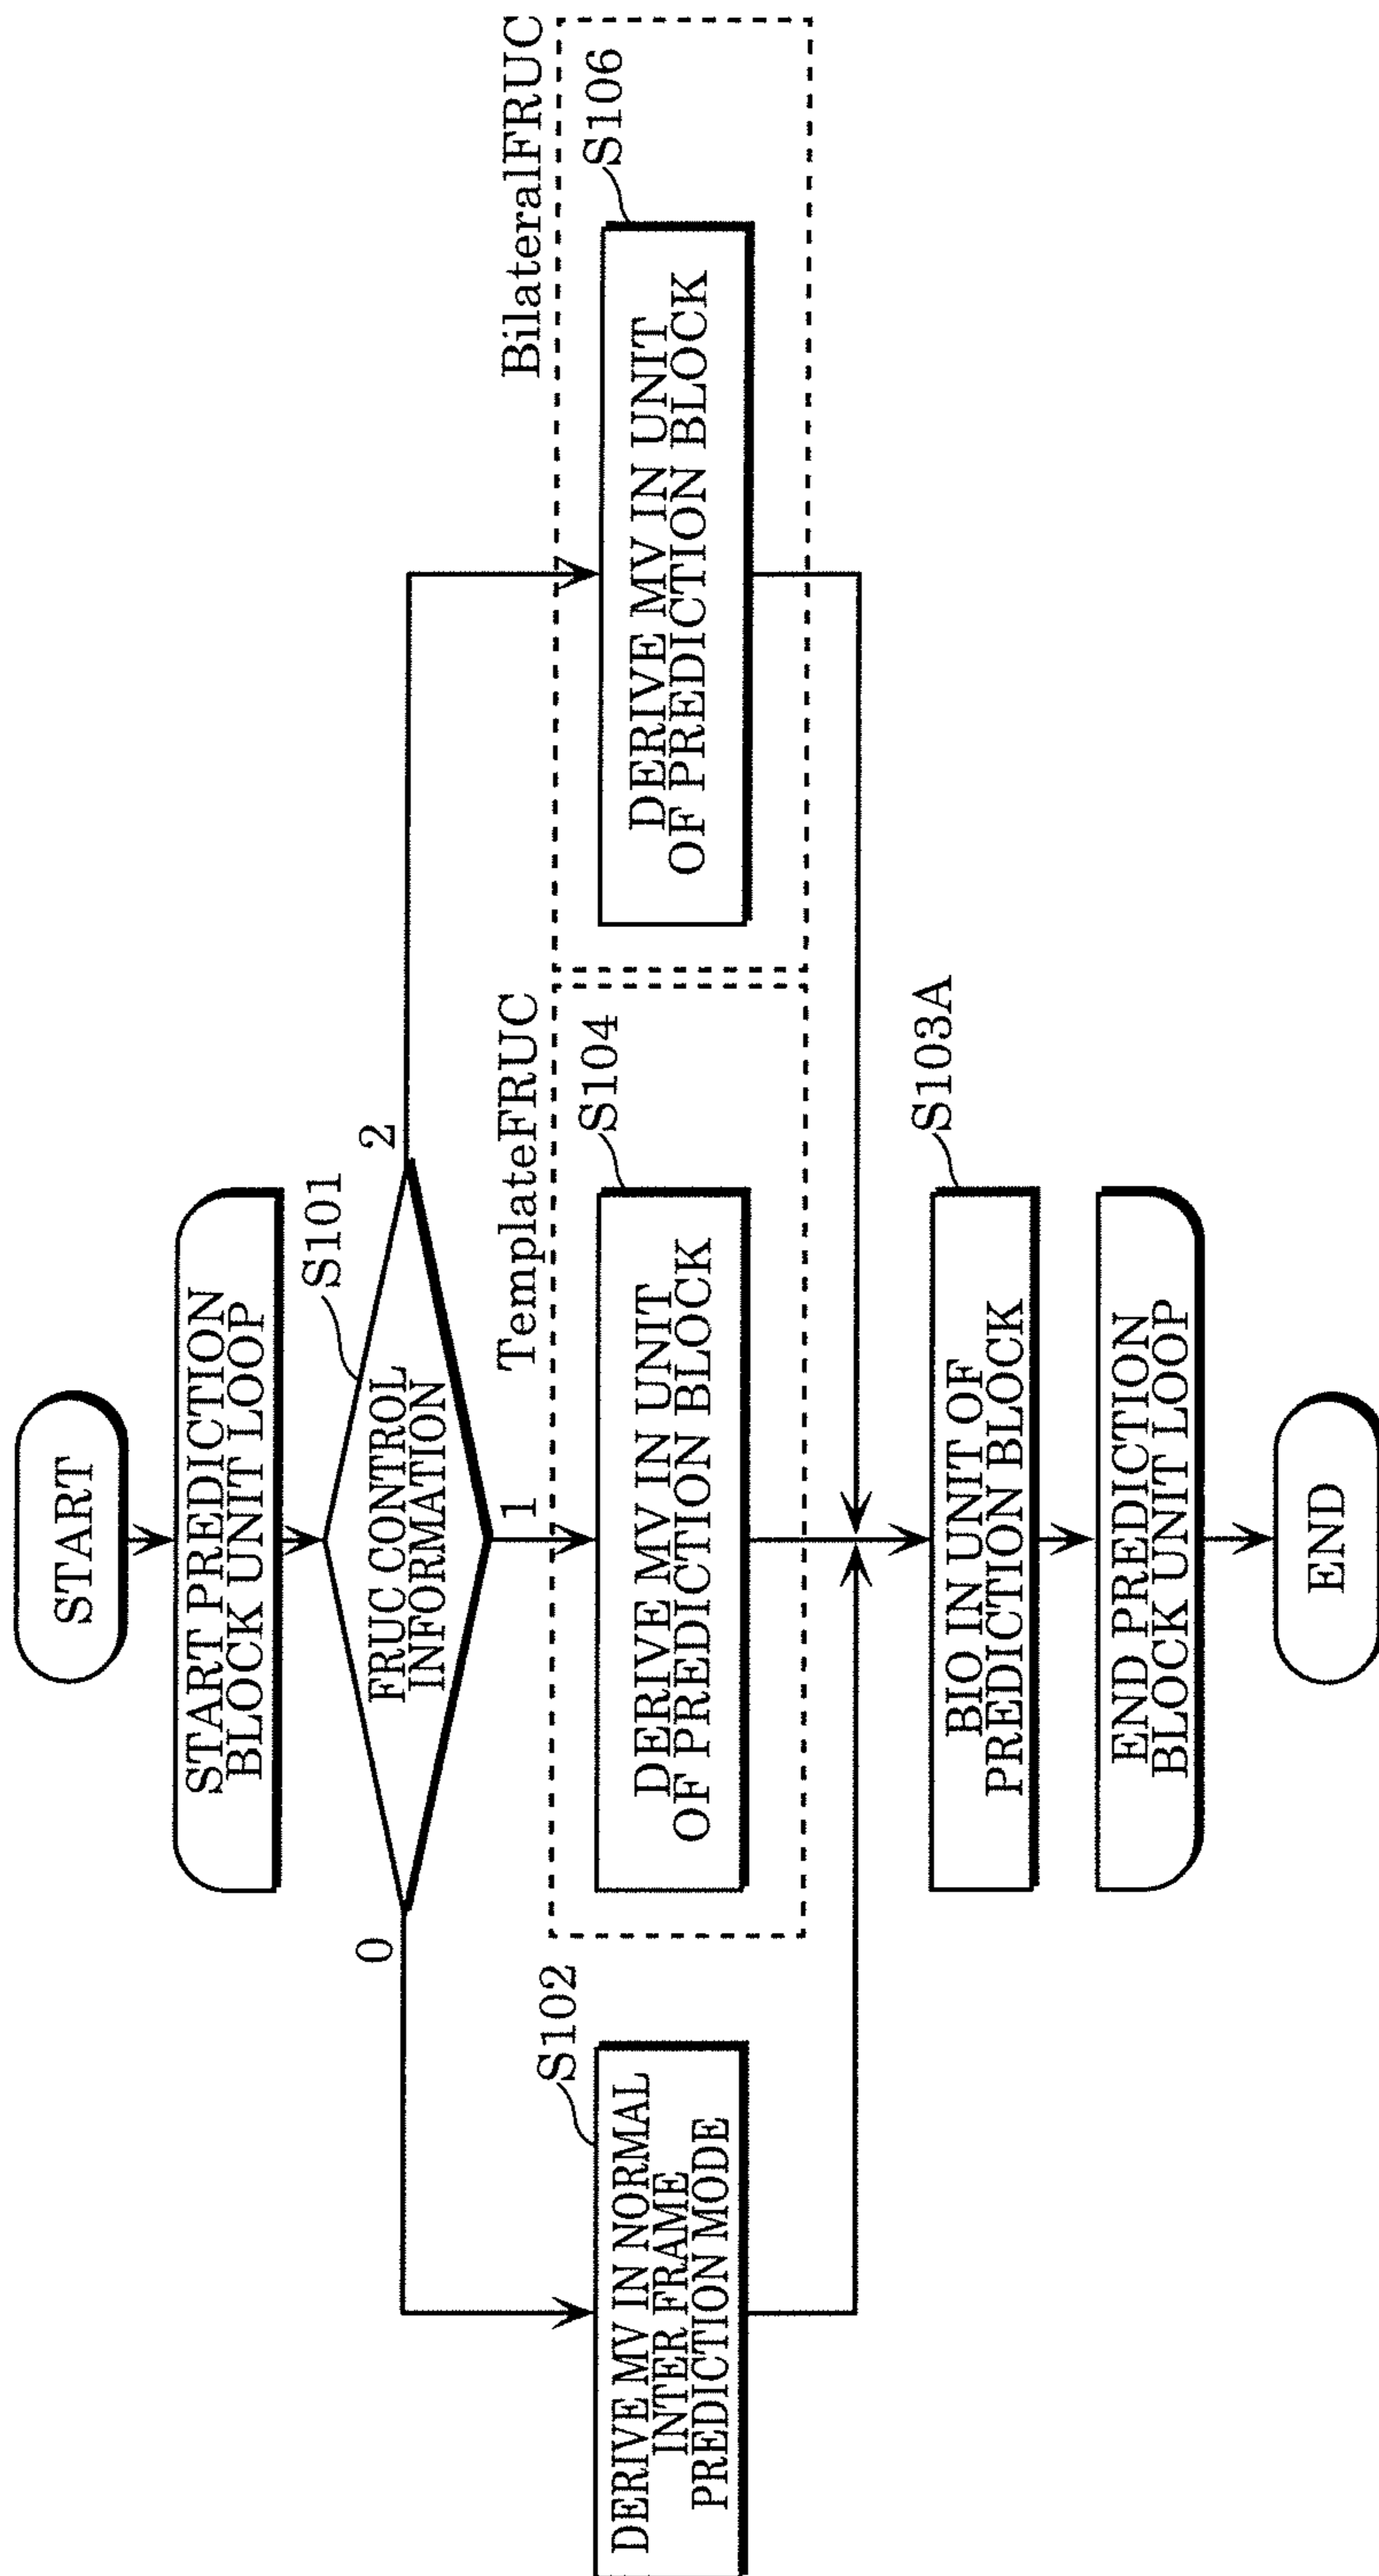 START
START PREDICTION
BLOCK UNIT LOOP
S101
FRUC CONTROL
INFORMATION
0
1
2
S102
DERIVE MV IN NORMAL
INTER FRAME
PREDICTION MODE
TemplateFRUC
S104
DERIVE MV IN UNIT
OF PREDICTION BLOCK
BilateralFRUC
S106
DERIVE MV IN UNIT
OF PREDICTION BLOCK
S103A
BIO IN UNIT OF
PREDICTION BLOCK
END PREDICTION
BLOCK UNIT LOOP
END